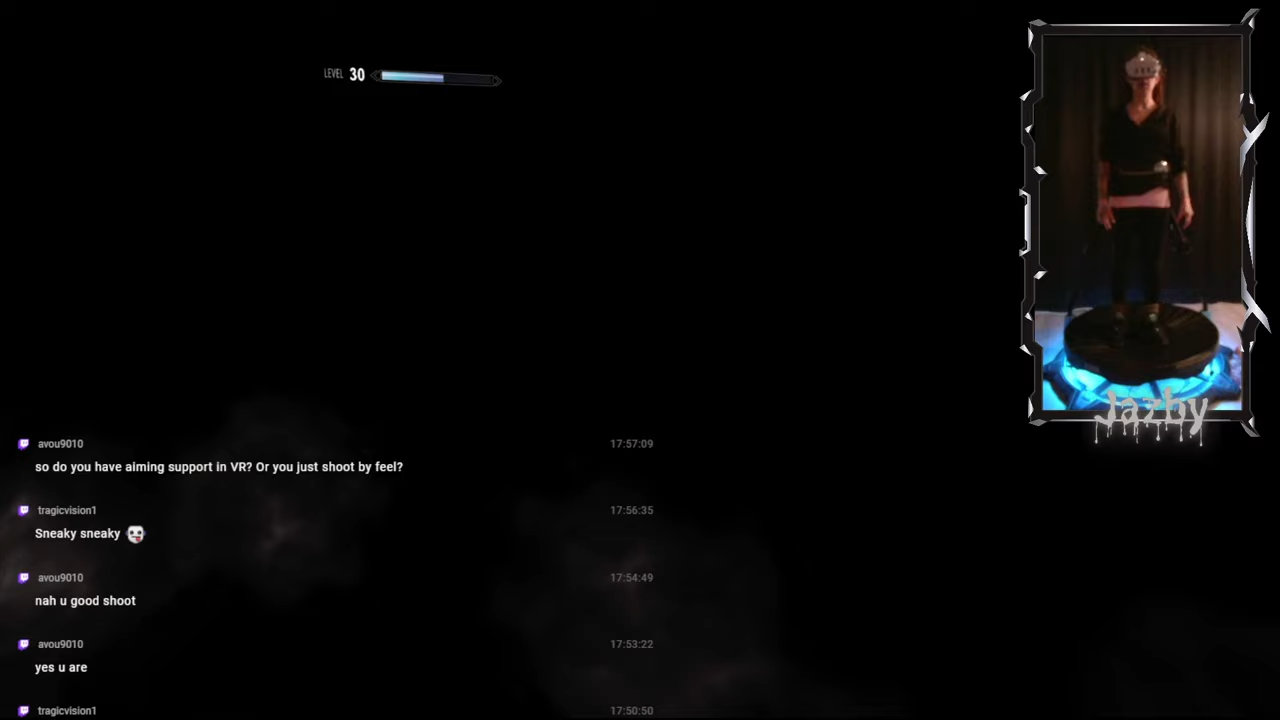 LEVEL 30
Jazhy
avou9010 17:57:09
so do you have aiming support in VR? Or you just shoot by feel?
tragicvision1 17:56:35
Sneaky sneaky
avou9010 17:54:49
nah u good shoot
avou9010 17:53:22
yes u are
tragicvision1 17:50:50